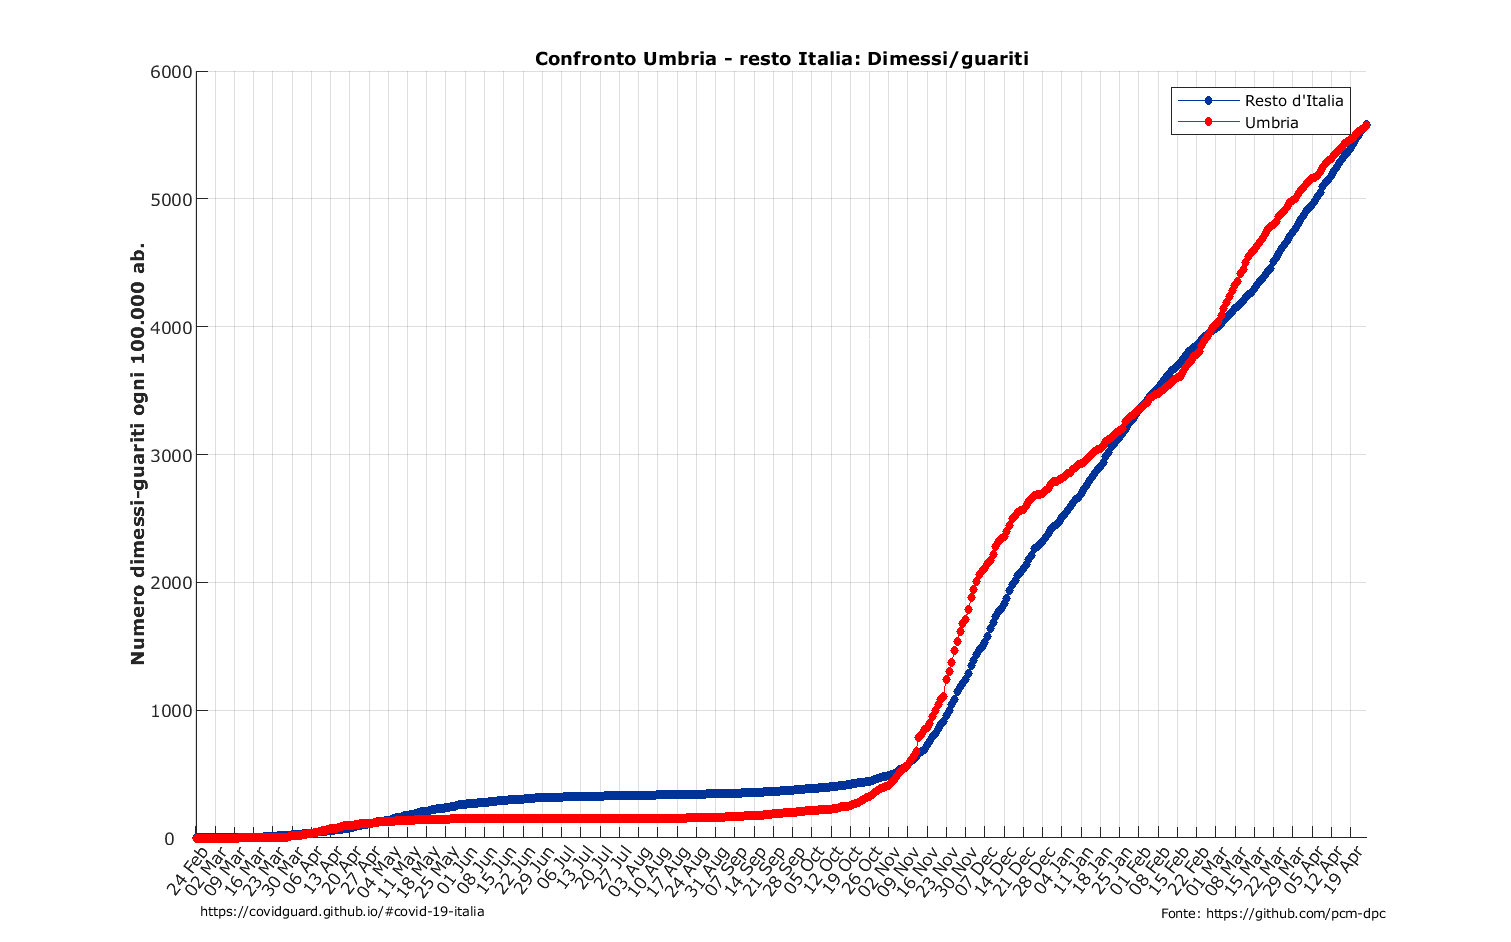 Confronto Umbria - resto Italia: Dimessi/guariti
Resto d'Italia
Umbria
Numero dimessi-guariti ogni 100.000 ab.
6000
5000
4000
3000
2000
1000
0
24 Feb
02 Mar
09 Mar
16 Mar
23 Mar
30 Mar
06 Apr
13 Apr
20 Apr
27 Apr
04 May
11 May
18 May
25 May
01 Jun
08 Jun
15 Jun
22 Jun
29 Jun
06 Jul
13 Jul
20 Jul
27 Jul
03 Aug
10 Aug
17 Aug
24 Aug
31 Aug
07 Sep
14 Sep
21 Sep
28 Sep
05 Oct
12 Oct
19 Oct
26 Oct
02 Nov
09 Nov
16 Nov
23 Nov
30 Nov
07 Dec
14 Dec
21 Dec
28 Dec
04 Jan
11 Jan
18 Jan
25 Jan
01 Feb
08 Feb
15 Feb
22 Feb
01 Mar
08 Mar
15 Mar
22 Mar
29 Mar
05 Apr
12 Apr
19 Apr
https://covidguard.github.io/#covid-19-italia
Fonte: https://github.com/pcm-dpc